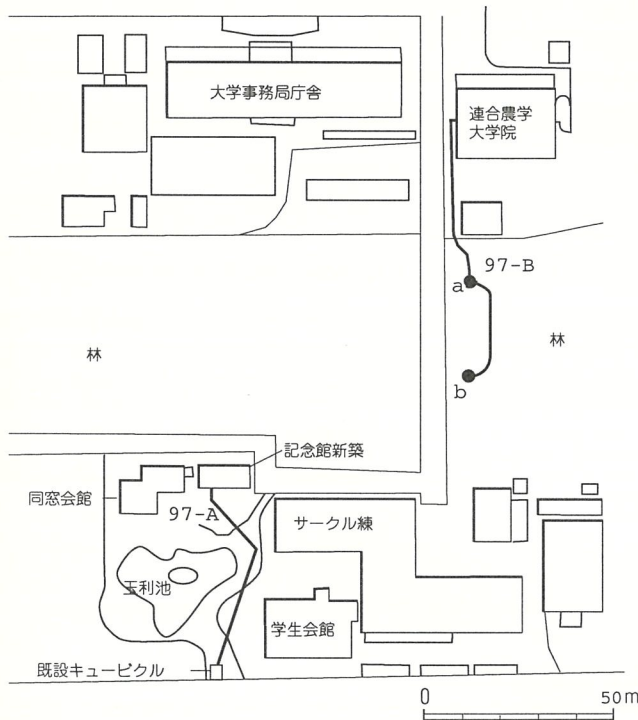 大学事務局庁舎
連合農学
大学院
97-B
a
林
林
b
記念館新築
同窓会館
97-A
サークル練
玉利池
学生会館
既設キュービクル
0
50m